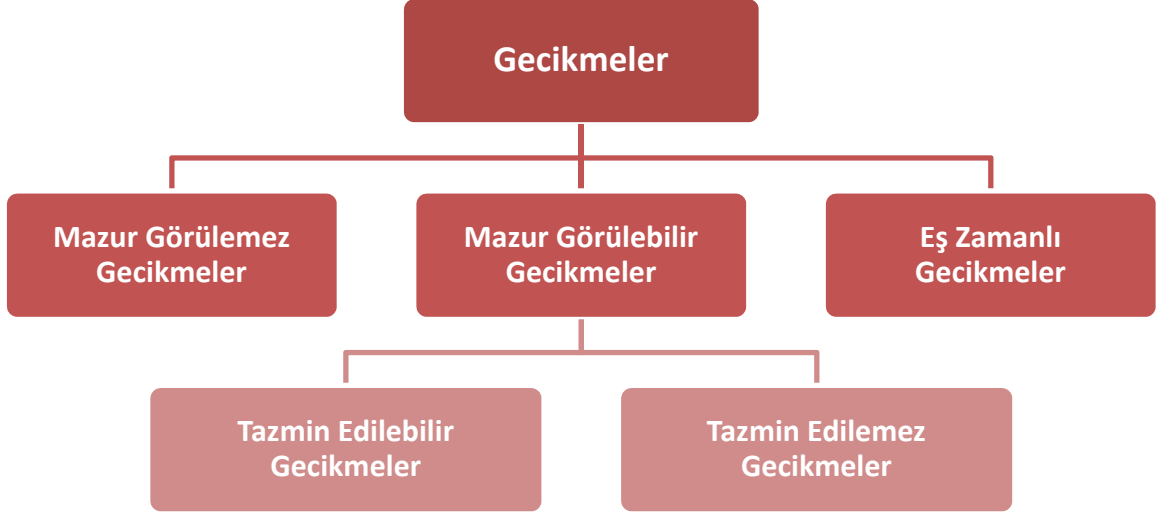 Gecikmeler
Mazur Görülemez
Gecikmeler
Mazur Görülebilir
Gecikmeler
Eş Zamanlı
Gecikmeler
Tazmin Edilebilir
Gecikmeler
Tazmin Edilemez
Gecikmeler